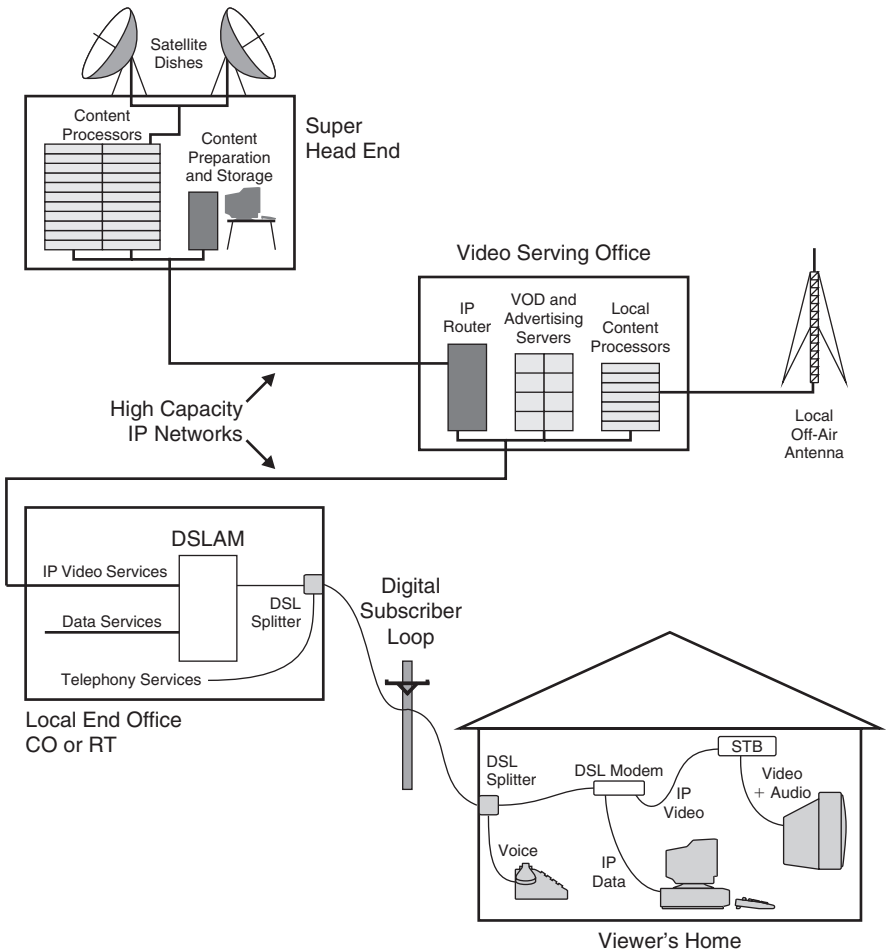 Satellite
Dishes
Content
Processors
Content
Preparation
and Storage
Super
Head End
Video Serving Office
IP
Router
VOD and
Advertising
Servers
Local
Content
Processors
Local
Off-Air
Antenna
High Capacity
IP Networks
DSLAM
IP Video Services
Data Services
DSL
Splitter
Telephony Services
Local End Office
CO or RT
Digital
Subscriber
Loop
DSL
Splitter
DSL Modem
STB
IP
Video
Video
+ Audio
Voice
IP
Data
Viewer's Home